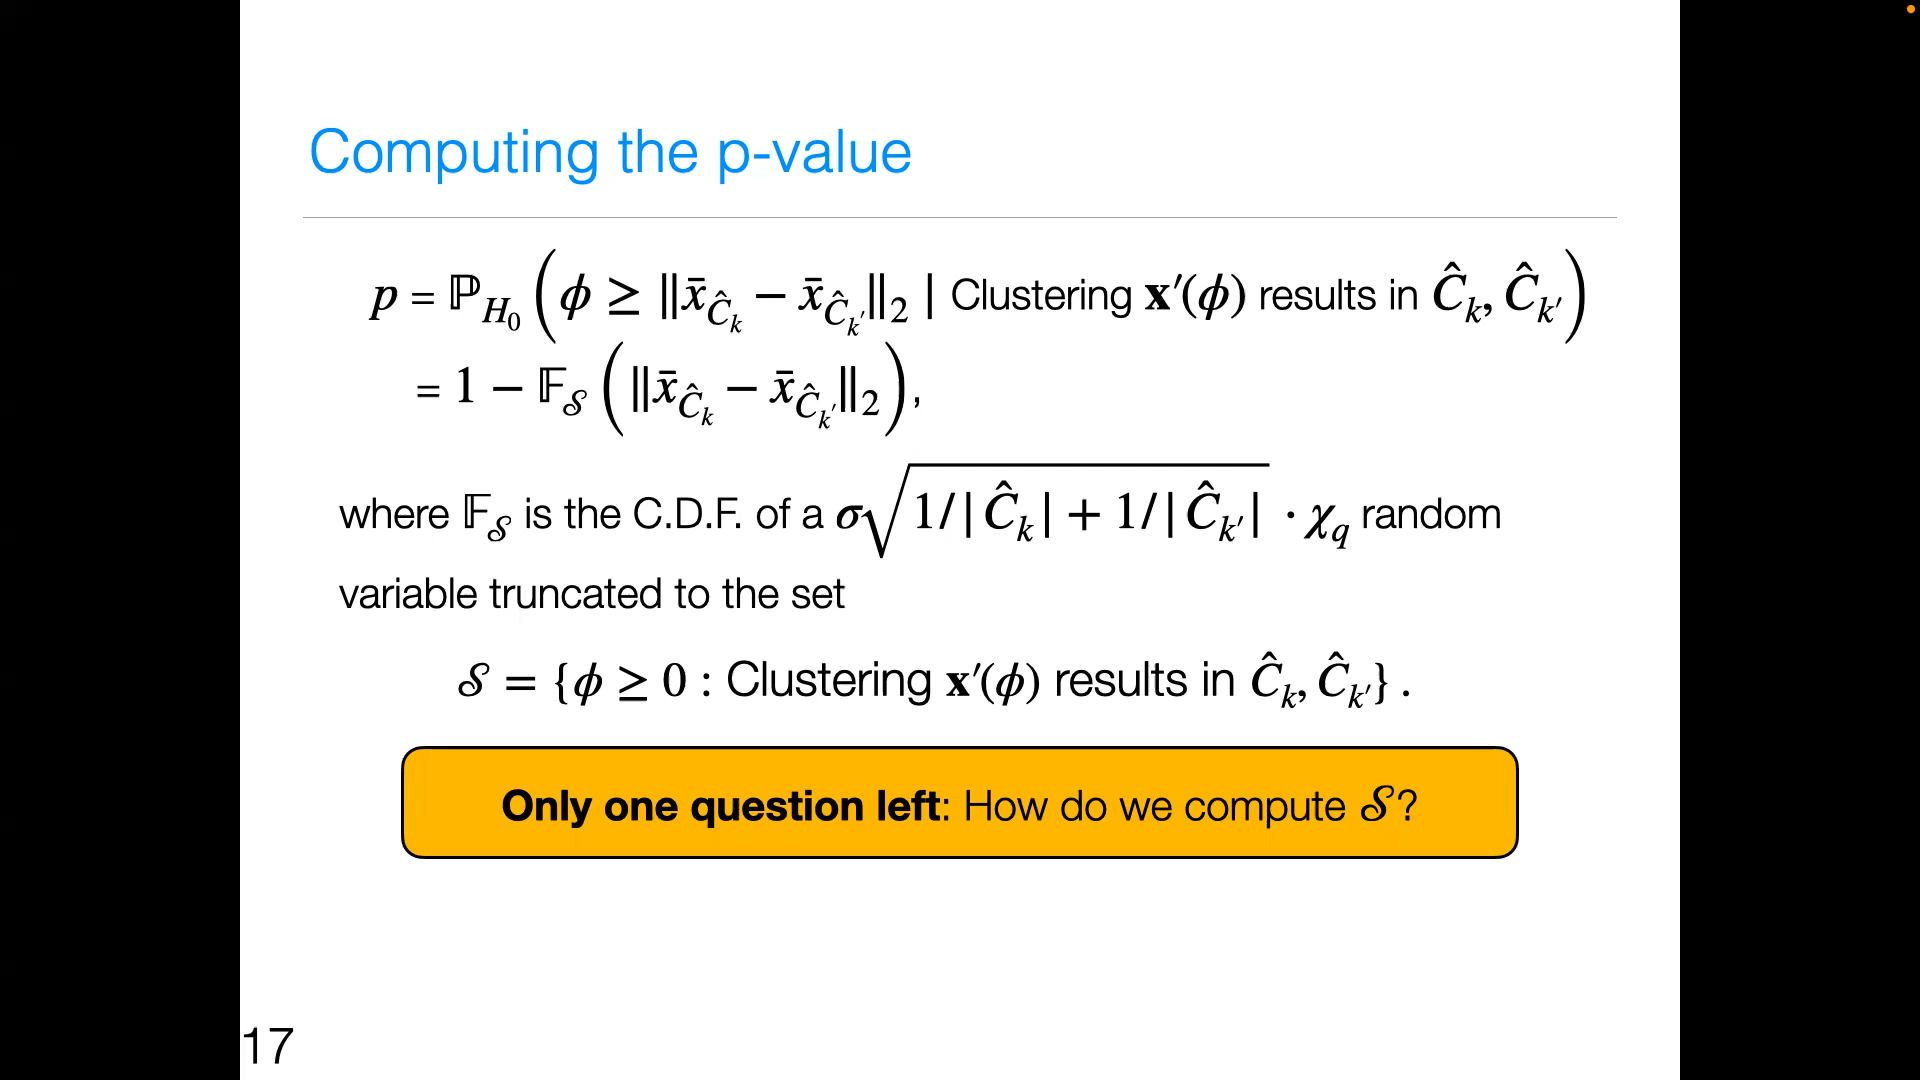 Computing the p-value
p = ℙ_{H_0} ( ϕ ≥ ‖x̄_{Ĉ_k} − x̄_{Ĉ_{k′}}‖_2 | Clustering 𝐱′(ϕ) results in Ĉ_k, Ĉ_{k′} )
= 1 − 𝔽_𝒮 ( ‖x̄_{Ĉ_k} − x̄_{Ĉ_{k′}}‖_2 ),
where 𝔽_𝒮 is the C.D.F. of a σ√(1/|Ĉ_k| + 1/|Ĉ_{k′}|) · χ_q random
variable truncated to the set
𝒮 = {ϕ ≥ 0 : Clustering 𝐱′(ϕ) results in Ĉ_k, Ĉ_{k′}} .
Only one question left: How do we compute 𝒮?
17